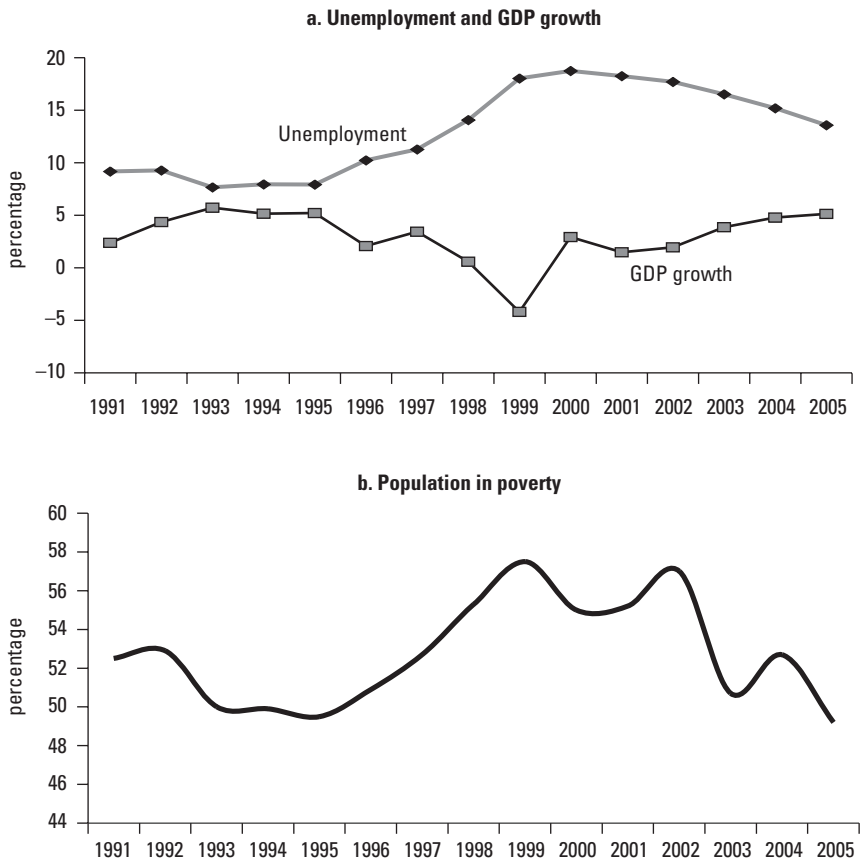 a. Unemployment and GDP growth
20
15
10
5
0
–5
–10
percentage
Unemployment
GDP growth
1991 1992 1993 1994 1995 1996 1997 1998 1999 2000 2001 2002 2003 2004 2005
b. Population in poverty
60
58
56
54
52
50
48
46
44
percentage
1991 1992 1993 1994 1995 1996 1997 1998 1999 2000 2001 2002 2003 2004 2005